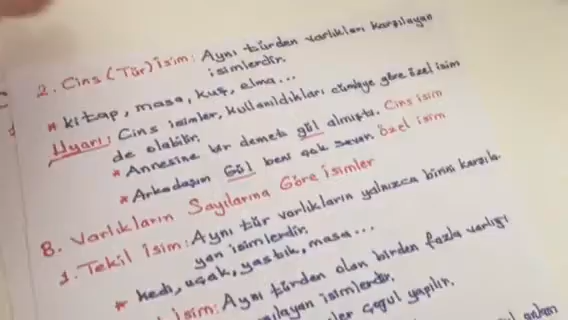 2. Cins (Tür) İsim: Aynı türden varlıkları karşılayan
isimlerdir.
* kitap, masa, kuş, elma...
Uyarı: Cins isimler, kullanıldıkları cümleye göre özel isim
de olabilir.
* Annesine bir demet gül almıştı. Cins isim
* Arkadaşım Gül beni çok sever. Özel isim
B. Varlıkların Sayılarına Göre İsimler
1. Tekil İsim: Aynı tür varlıkların yalnızca birini karşıla-
yan isimlerdir.
* kedi, uçak, yastık, masa...
İsim: Aynı türden olan birden fazla varlığı
isimlerdir.
çoğul yapılır.